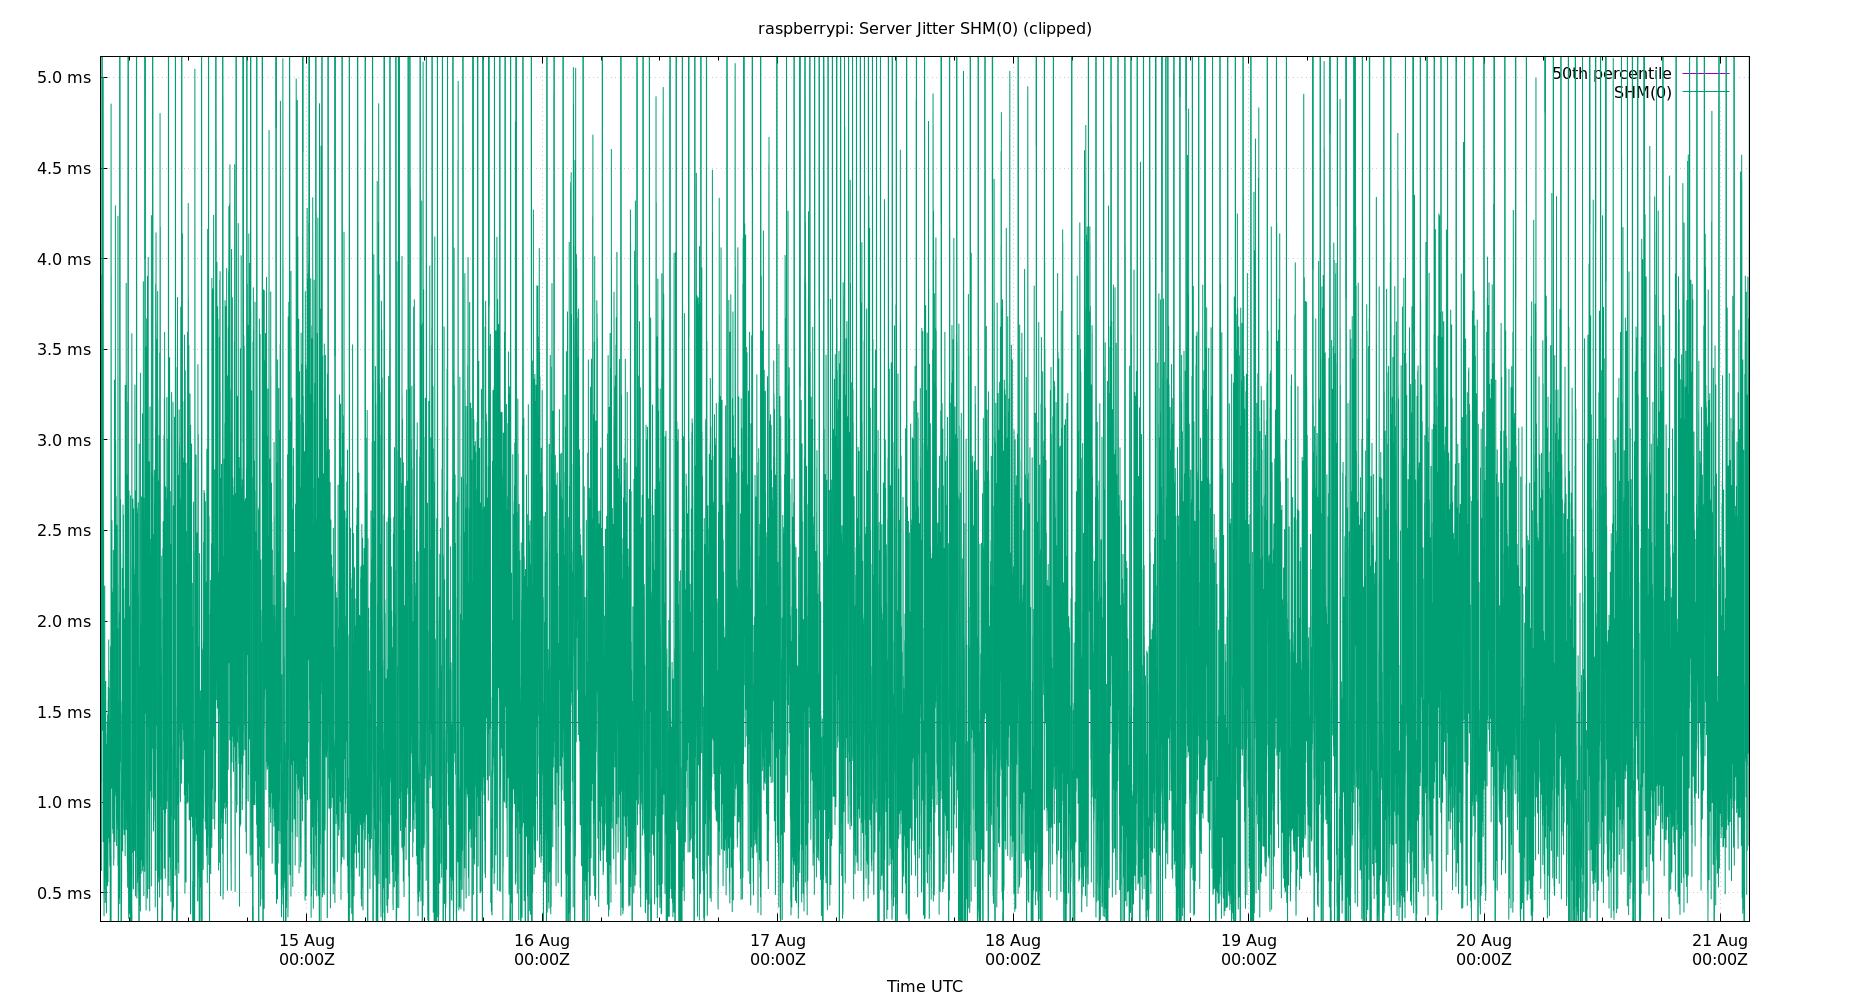 raspberrypi: Server Jitter SHM(0) (clipped)
5.0 ms
4.5 ms
4.0 ms
3.5 ms
3.0 ms
2.5 ms
2.0 ms
1.5 ms
1.0 ms
0.5 ms
50th percentile
SHM(0)
15 Aug 16 Aug 17 Aug 18 Aug 19 Aug 20 Aug 21 Aug
00:00Z 00:00Z 00:00Z 00:00Z 00:00Z 00:00Z 00:00Z
Time UTC